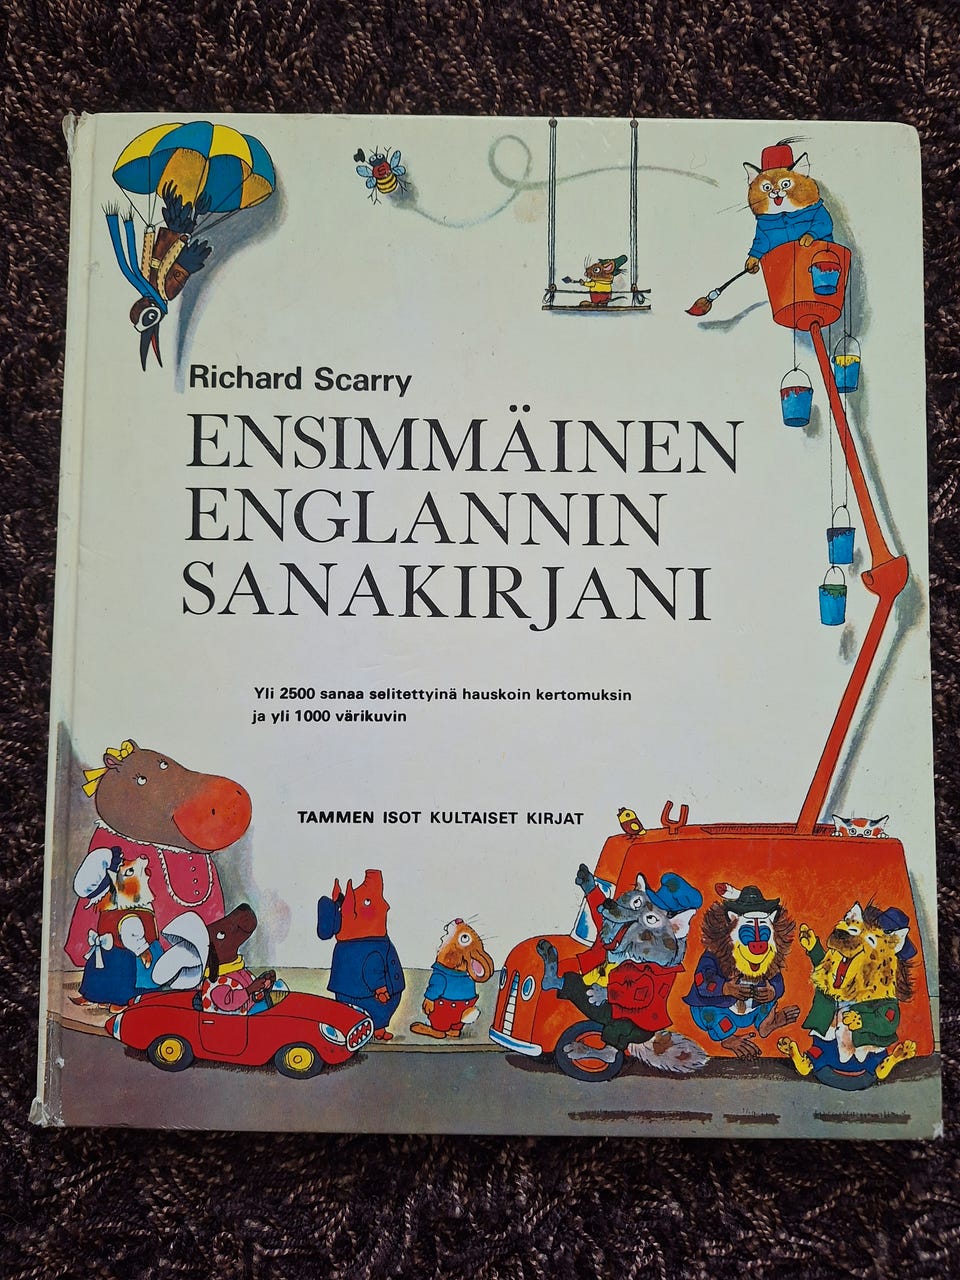 Richard Scarry
ENSIMMÄINEN
ENGLANNIN
SANAKIRJANI
Yli 2500 sanaa selitettyinä hauskoin kertomuksin
ja yli 1000 värikuvin
TAMMEN ISOT KULTAISET KIRJAT